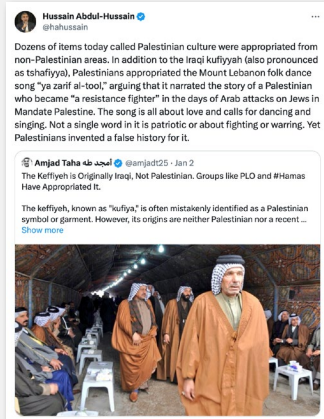 Hussain Abdul-Hussain
@hahussain
Dozens of items today called Palestinian culture were appropriated from
non-Palestinian areas. In addition to the Iraqi kufiyyah (also pronounced
as tshafiyya), Palestinians appropriated the Mount Lebanon folk dance
song "ya zarif al-tool," arguing that it narrated the story of a Palestinian
who became "a resistance fighter" in the days of Arab attacks on Jews in
Mandate Palestine. The song is all about love and calls for dancing and
singing. Not a single word in it is patriotic or about fighting or warring. Yet
Palestinians invented a false history for it.
Amjad Taha أمجد طه @amjadt25 · Jan 2
The Keffiyeh is Originally Iraqi, Not Palestinian. Groups like PLO and #Hamas
Have Appropriated It.
The keffiyeh, known as "kufiya," is often mistakenly identified as a Palestinian
symbol or garment. However, its origins are neither Palestinian nor a recent ...
Show more